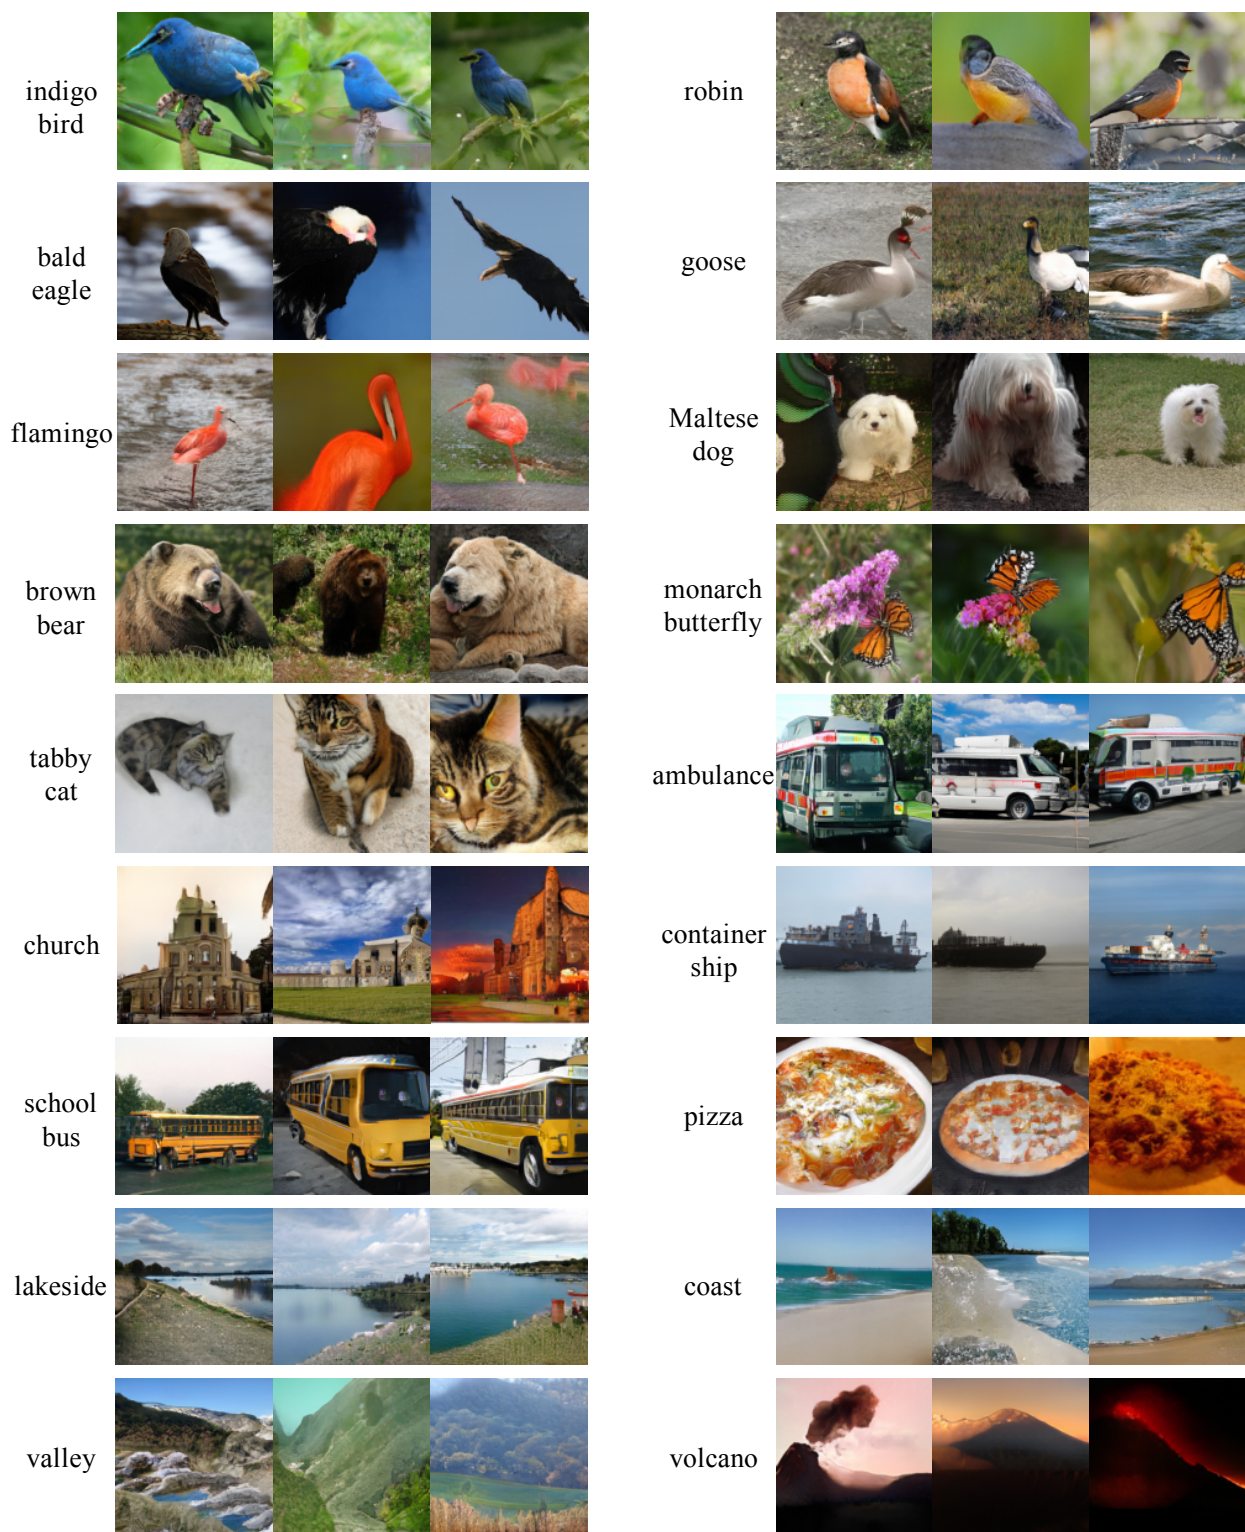 indigo
bird
robin
bald
eagle
goose
flamingo
Maltese
dog
brown
bear
monarch
butterfly
tabby
cat
ambulance
church
container
ship
school
bus
pizza
lakeside
coast
valley
volcano